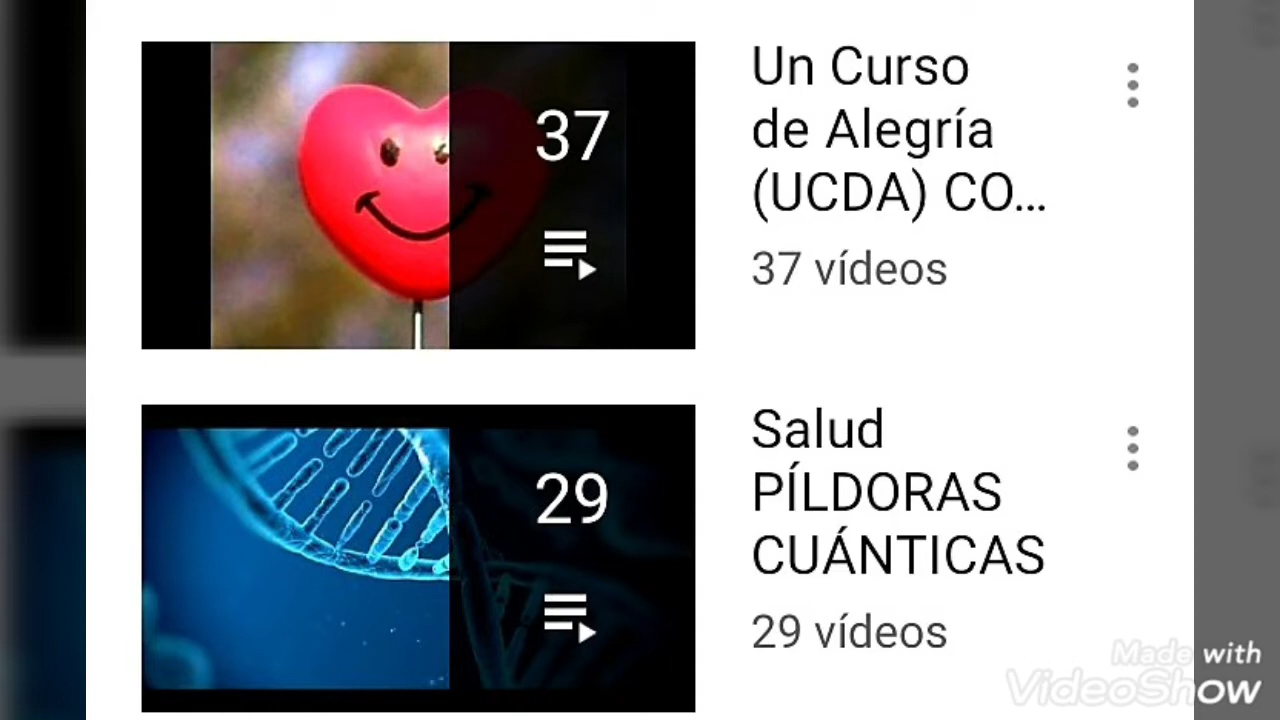 37
Un Curso
de Alegría
(UCDA) CO...
37 vídeos
29
Salud
PÍLDORAS
CUÁNTICAS
29 vídeos
Made with
VideoShow